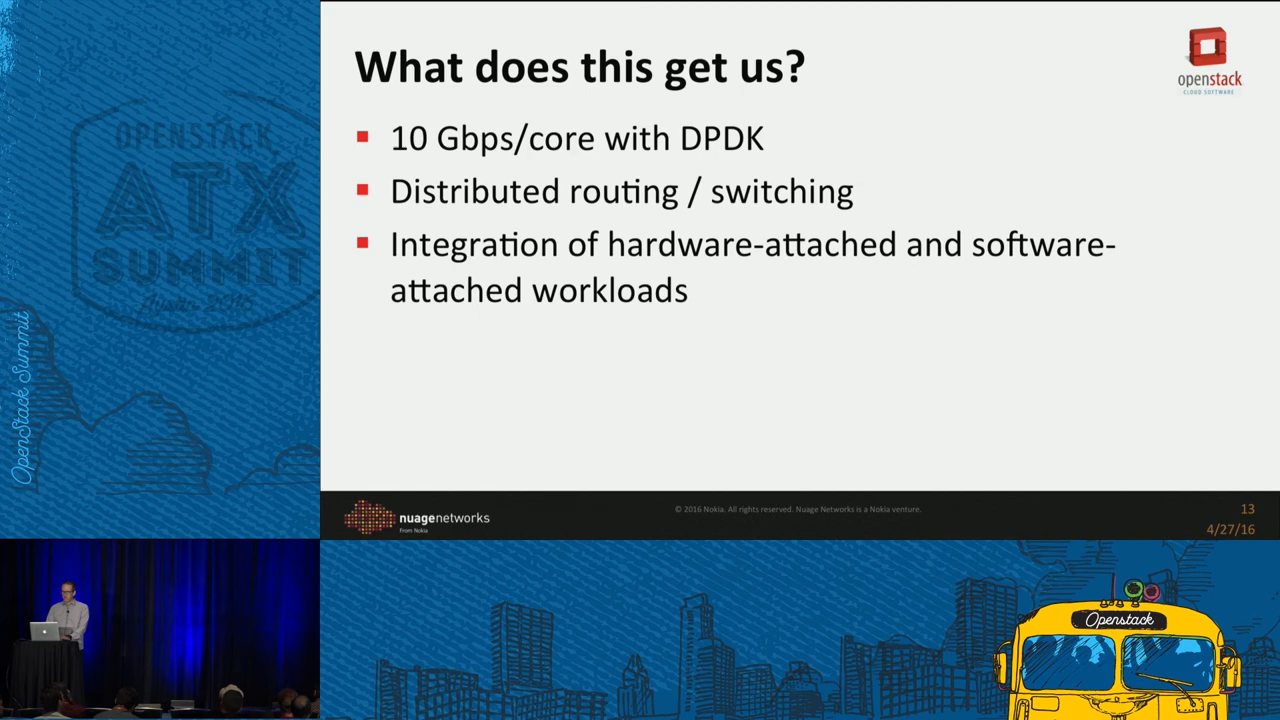 What does this get us?
openstack
CLOUD SOFTWARE
10 Gbps/core with DPDK
Distributed routing / switching
Integration of hardware-attached and software-
attached workloads
nuagenetworks
From Nokia
© 2016 Nokia. All rights reserved. Nuage Networks is a Nokia venture.
13
4/27/16
OPENSTACK
ATX
SUMMIT
Austin 2016
OpenStack Summit
Openstack